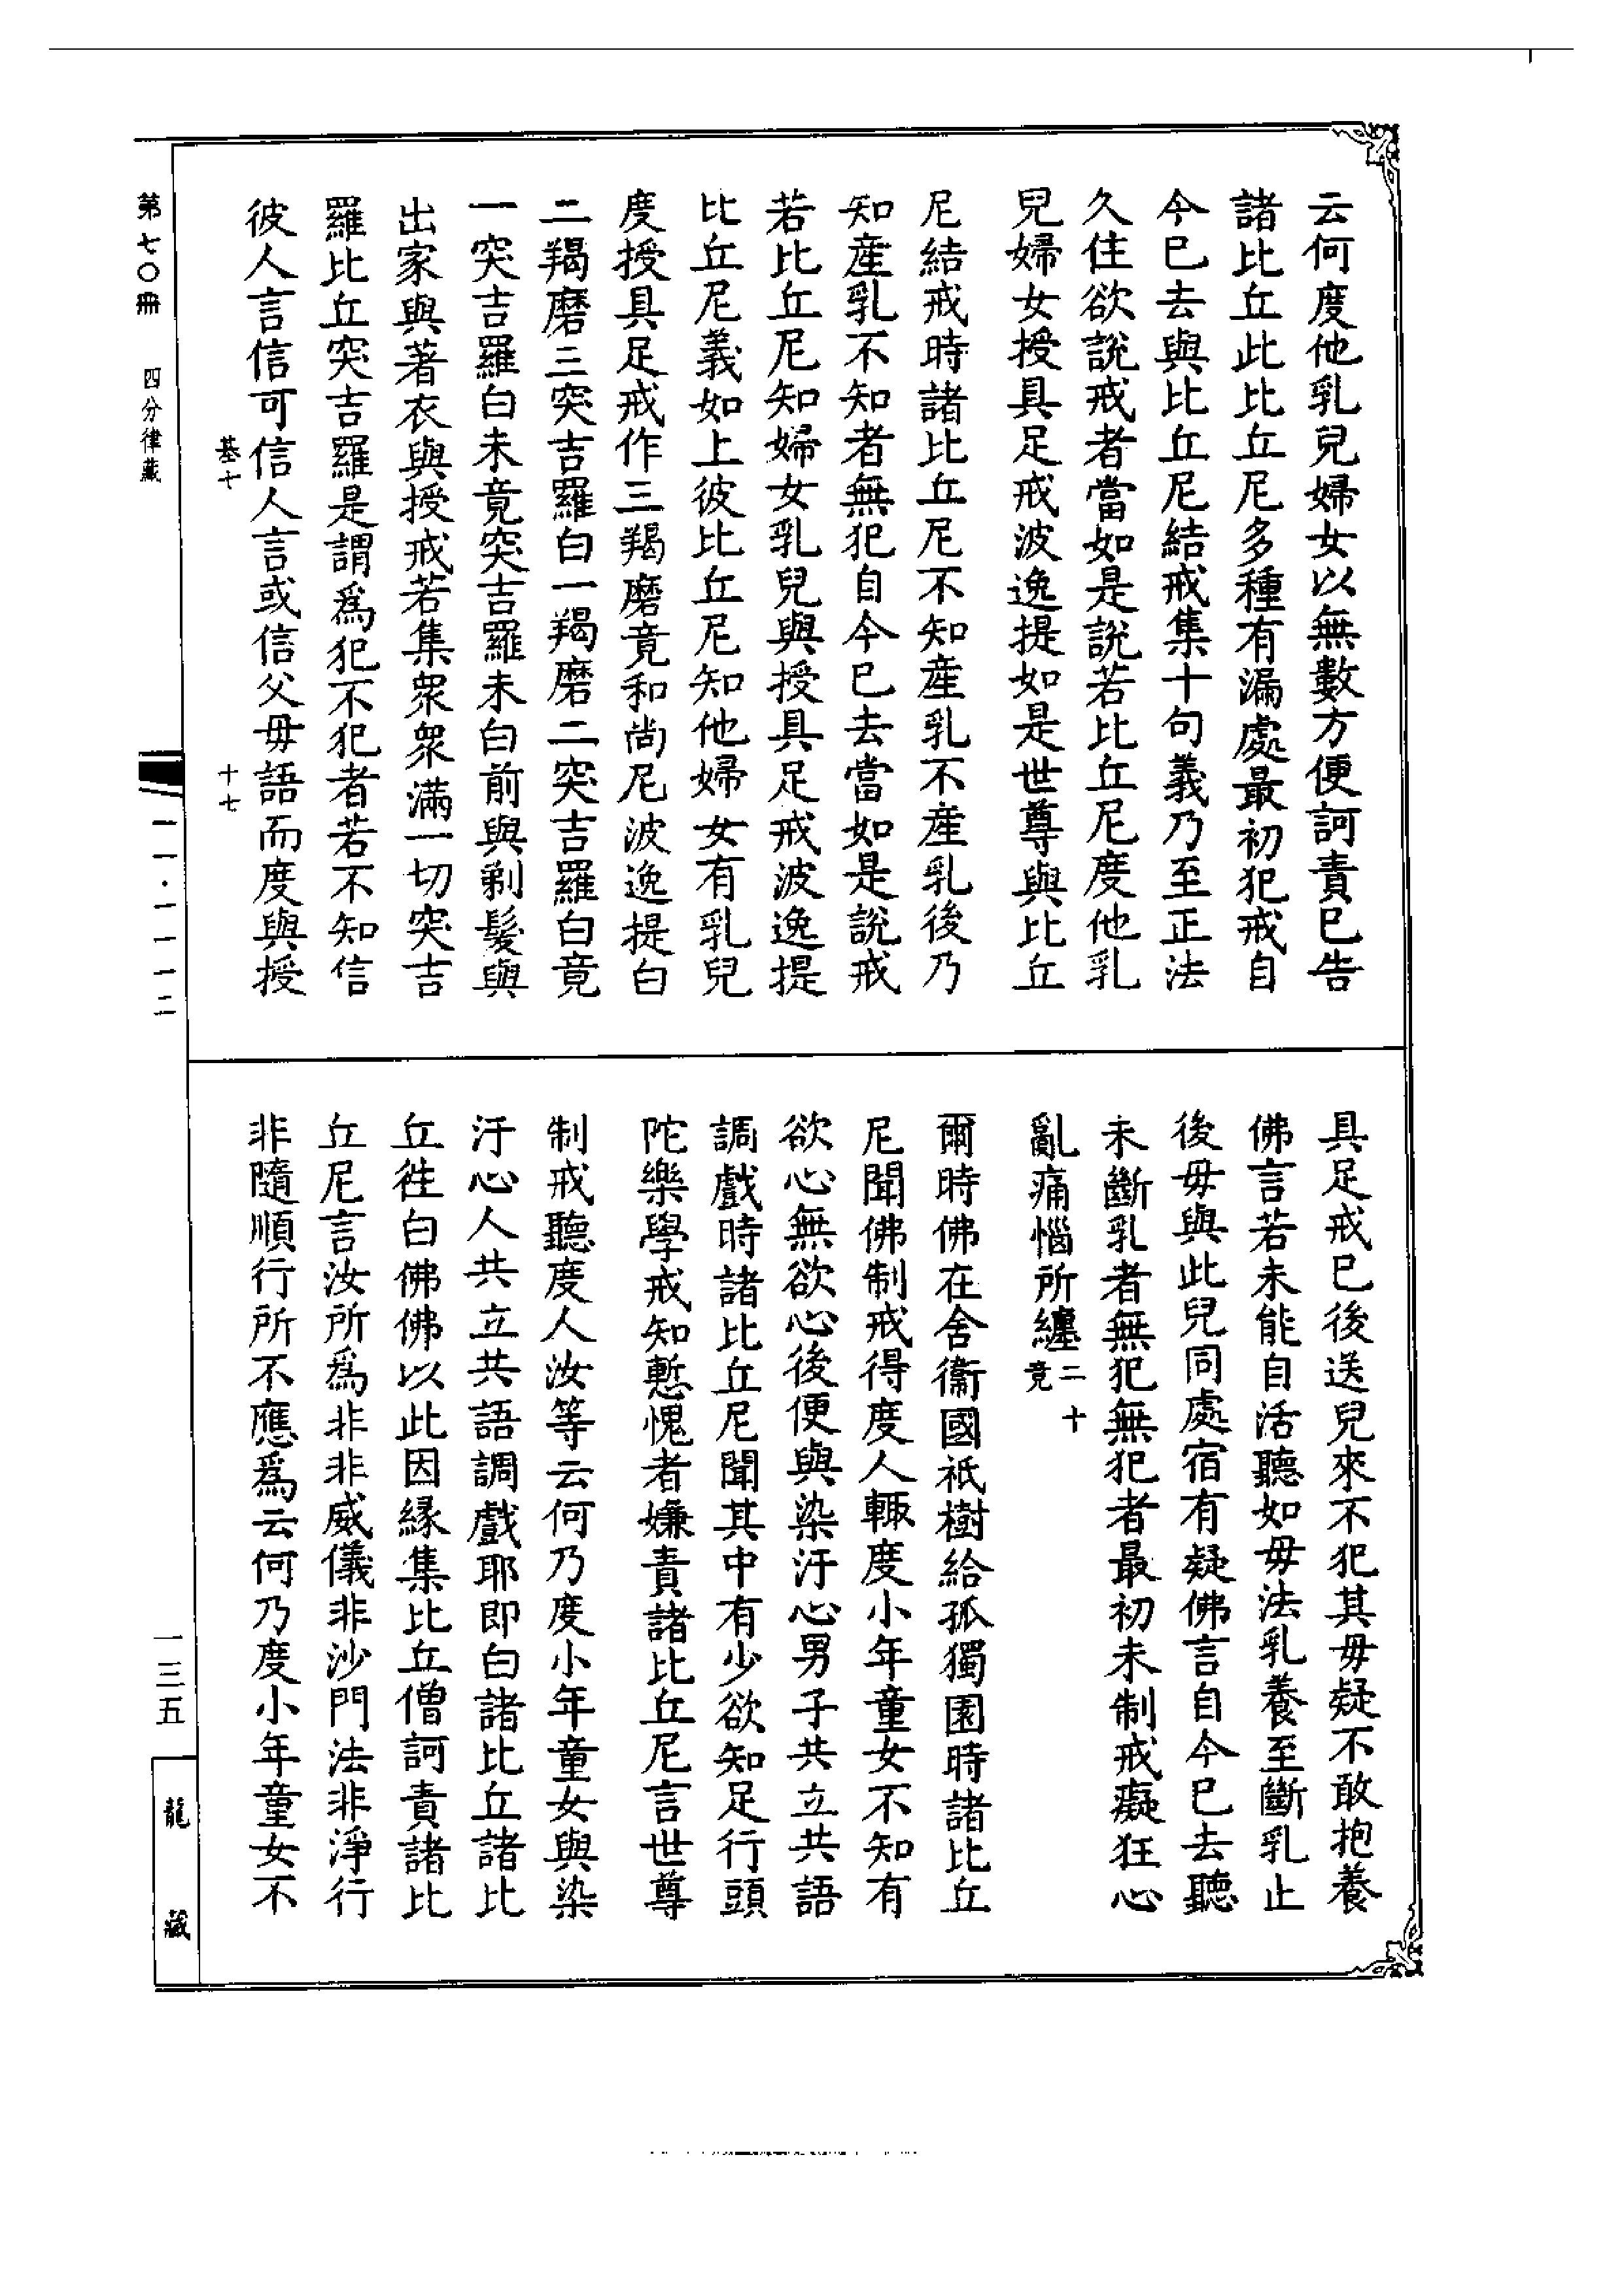 云何度他乳兒婦女以無數方便訶責已告
諸比丘此比丘尼多種有漏處最初犯戒自
今已去與比丘尼結戒集十句義乃至正法
久住欲說戒者當如是說若比丘尼度他乳
兒婦女授具足戒波逸提如是世尊與比丘
尼結戒時諸比丘尼不知產乳不產乳後乃
知產乳不知者無犯自今已去當如是說戒
若比丘尼知婦女乳兒與授具足戒波逸提
比丘尼義如上彼比丘尼知他婦女有乳兒
度授具足戒作三羯磨竟和尚尼波逸提白
二羯磨三突吉羅白一羯磨二突吉羅白竟
一突吉羅白未竟突吉羅未白前與剃髮與
出家與著衣與授戒若集眾眾滿一切突吉
羅比丘突吉羅是謂爲犯不犯者若不知信
彼人言信可信人言或信父毋語而度與授
基七
十七
具足戒已後送兒來不犯其毋疑不敢抱養
佛言若未能自活聽如毋法乳養至斷乳止
後毋與此兒同處宿有疑佛言自今已去聽
未斷乳者無犯無犯者最初未制戒癡狂心
亂痛惱所纏二十竟
爾時佛在舍衞國祇樹給孤獨園時諸比丘
尼聞佛制戒得度人輙度小年童女不知有
欲心無欲心後便與染汙心男子共立共語
調戲時諸比丘尼聞其中有少欲知足行頭
陀樂學戒知慙愧者嫌責諸比丘尼言世尊
制戒聽度人汝等云何乃度小年童女與染
汙心人共立共語調戲耶即白諸比丘諸比
丘徃白佛佛以此因緣集比丘僧訶責諸比
丘尼言汝所爲非非威儀非沙門法非淨行
非隨順行所不應爲云何乃度小年童女不
第七〇冊
四分律藏
一一·一一一二
一三五
龍藏